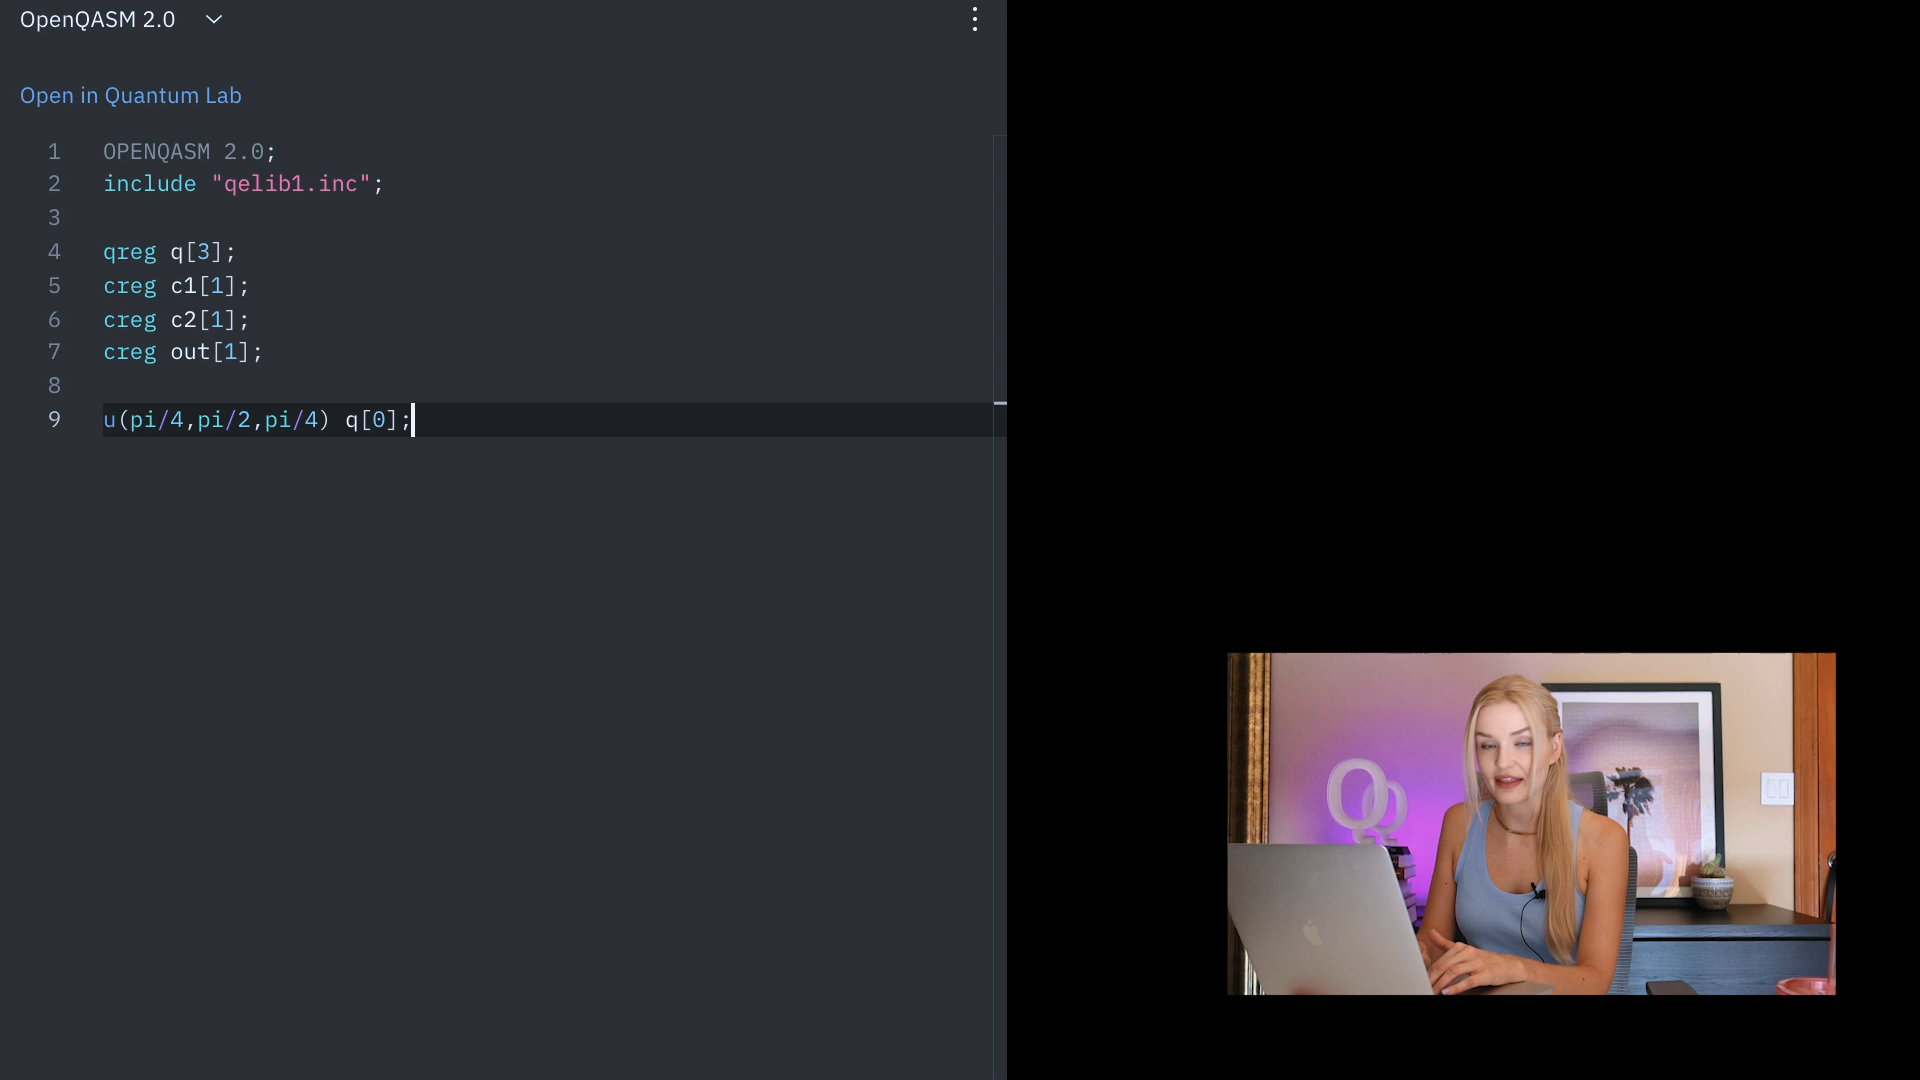 OpenQASM 2.0
Open in Quantum Lab
1 OPENQASM 2.0;
2 include "qelib1.inc";
3
4 qreg q[3];
5 creg c1[1];
6 creg c2[1];
7 creg out[1];
8
9 u(pi/4,pi/2,pi/4) q[0];